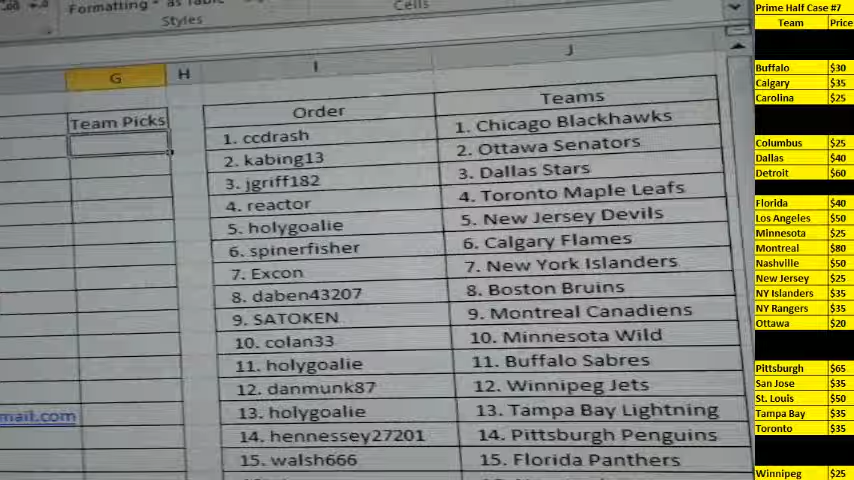 Formatting as Table
Styles
Cells
G H I J
Team Picks
Order Teams
1. ccdrash 1. Chicago Blackhawks
2. kabing13 2. Ottawa Senators
3. jgriff182 3. Dallas Stars
4. reactor 4. Toronto Maple Leafs
5. holygoalie 5. New Jersey Devils
6. spinerfisher 6. Calgary Flames
7. Excon 7. New York Islanders
8. daben43207 8. Boston Bruins
9. SATOKEN 9. Montreal Canadiens
10. colan33 10. Minnesota Wild
11. holygoalie 11. Buffalo Sabres
12. danmunk87 12. Winnipeg Jets
13. holygoalie 13. Tampa Bay Lightning
14. hennessey27201 14. Pittsburgh Penguins
15. walsh666 15. Florida Panthers
mail.com
Prime Half Case #7
Team Price
Buffalo $30
Calgary $35
Carolina $25
Columbus $25
Dallas $40
Detroit $60
Florida $40
Los Angeles $50
Minnesota $25
Montreal $80
Nashville $50
New Jersey $25
NY Islanders $35
NY Rangers $35
Ottawa $20
Pittsburgh $65
San Jose $35
St. Louis $50
Tampa Bay $35
Toronto $35
Winnipeg $25